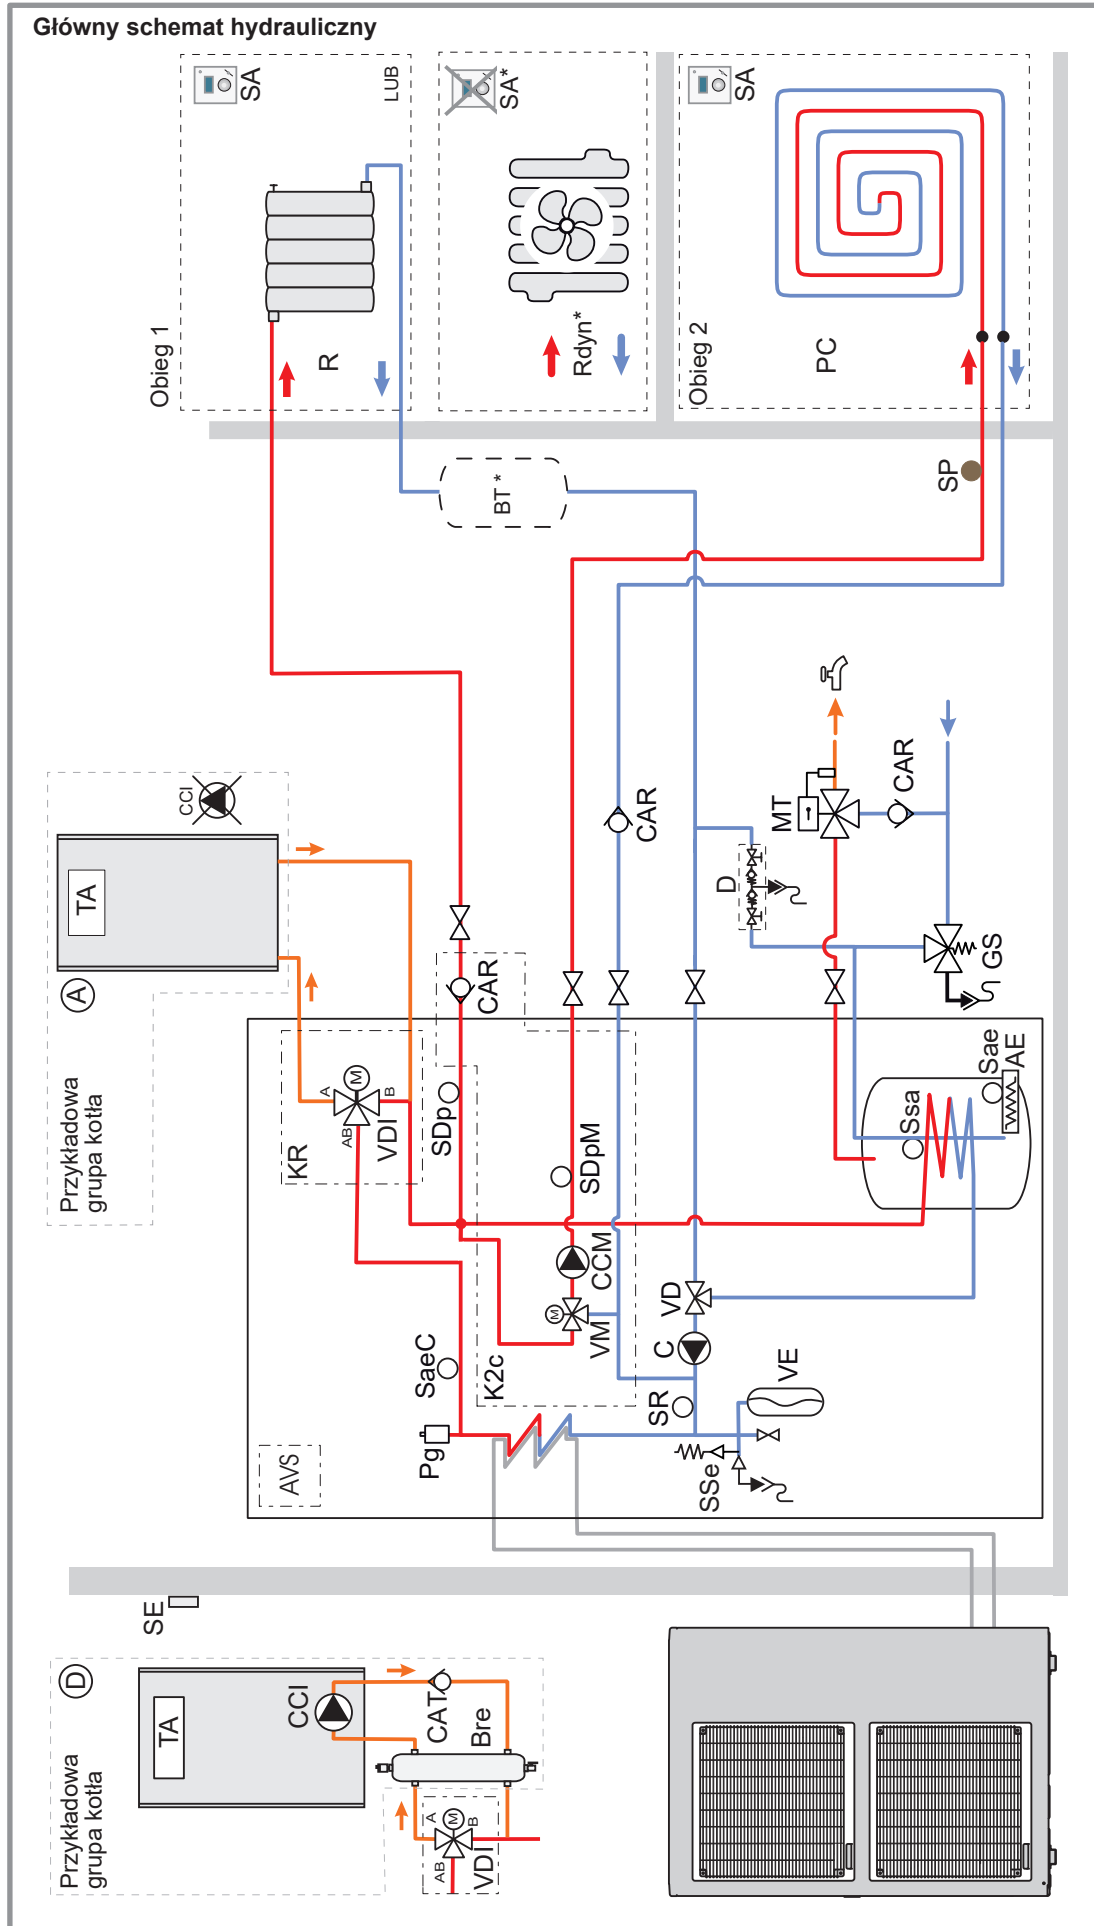 Główny schemat hydrauliczny
SA
LUB
Obieg 1
R
SA*
Rdyn*
SA
Obieg 2
PC
BT *
SP
Przykładowa
grupa kotła
A
TA
CCI
CAR
CAR
D
MT
CAR
GS
KR
A
M
B
AB
VDI
SDp
SDpM
CCM
M
VM
K2c
SaeC
Pg
AVS
Ssa
Sae
AE
VD
C
SR
VE
SSe
SE
Przykładowa
grupa kotła
D
TA
CCI
CAT
Bre
A
M
B
AB
VDI